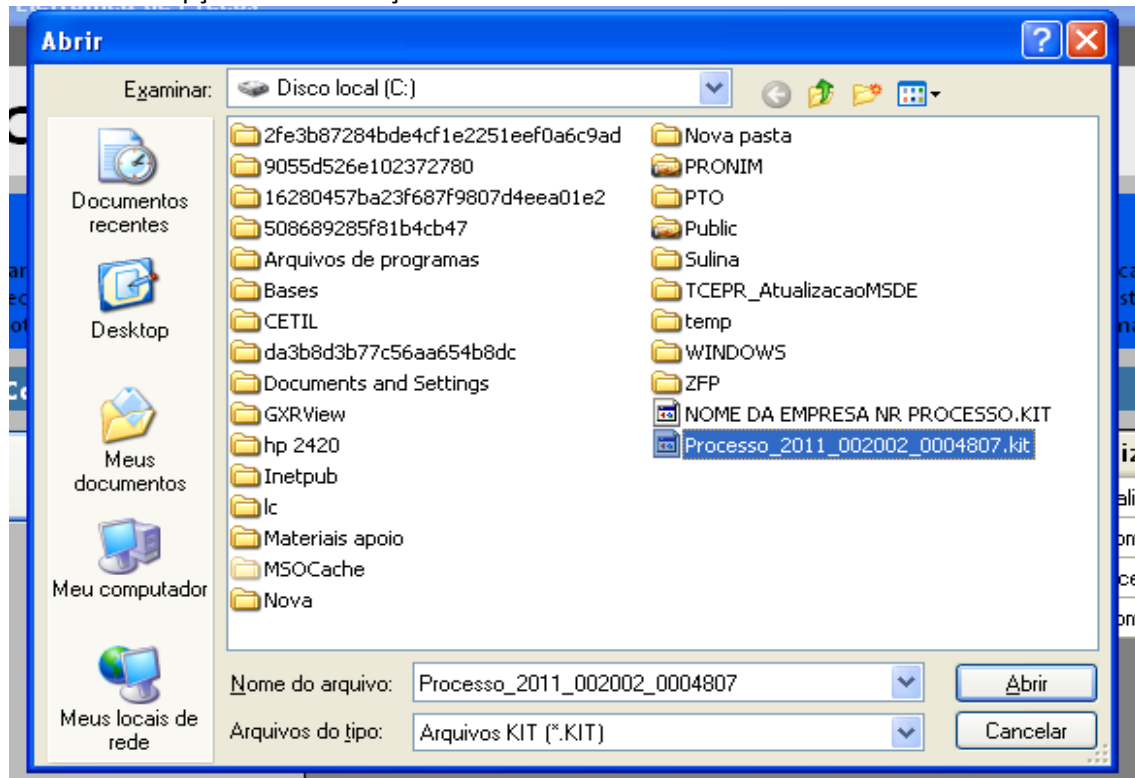 Abrir
Examinar:
Disco local (C:)
Documentos
recentes
Desktop
Meus
documentos
Meu computador
Meus locais de
rede
2fe3b87284bde4cf1e2251eef0a6c9ad
9055d526e102372780
16280457ba23f687f9807d4eea01e2
508689285f81b4cb47
Arquivos de programas
Bases
CETIL
da3b8d3b77c56aa654b8dc
Documents and Settings
GXRView
hp 2420
Inetpub
lc
Materiais apoio
MSOCache
Nova
Nova pasta
PRONIM
PTO
Public
Sulina
TCEPR_AtualizacaoMSDE
temp
WINDOWS
ZFP
NOME DA EMPRESA NR PROCESSO.KIT
Processo_2011_002002_0004807.kit
Nome do arquivo:
Processo_2011_002002_0004807
Abrir
Arquivos do tipo:
Arquivos KIT (*.KIT)
Cancelar